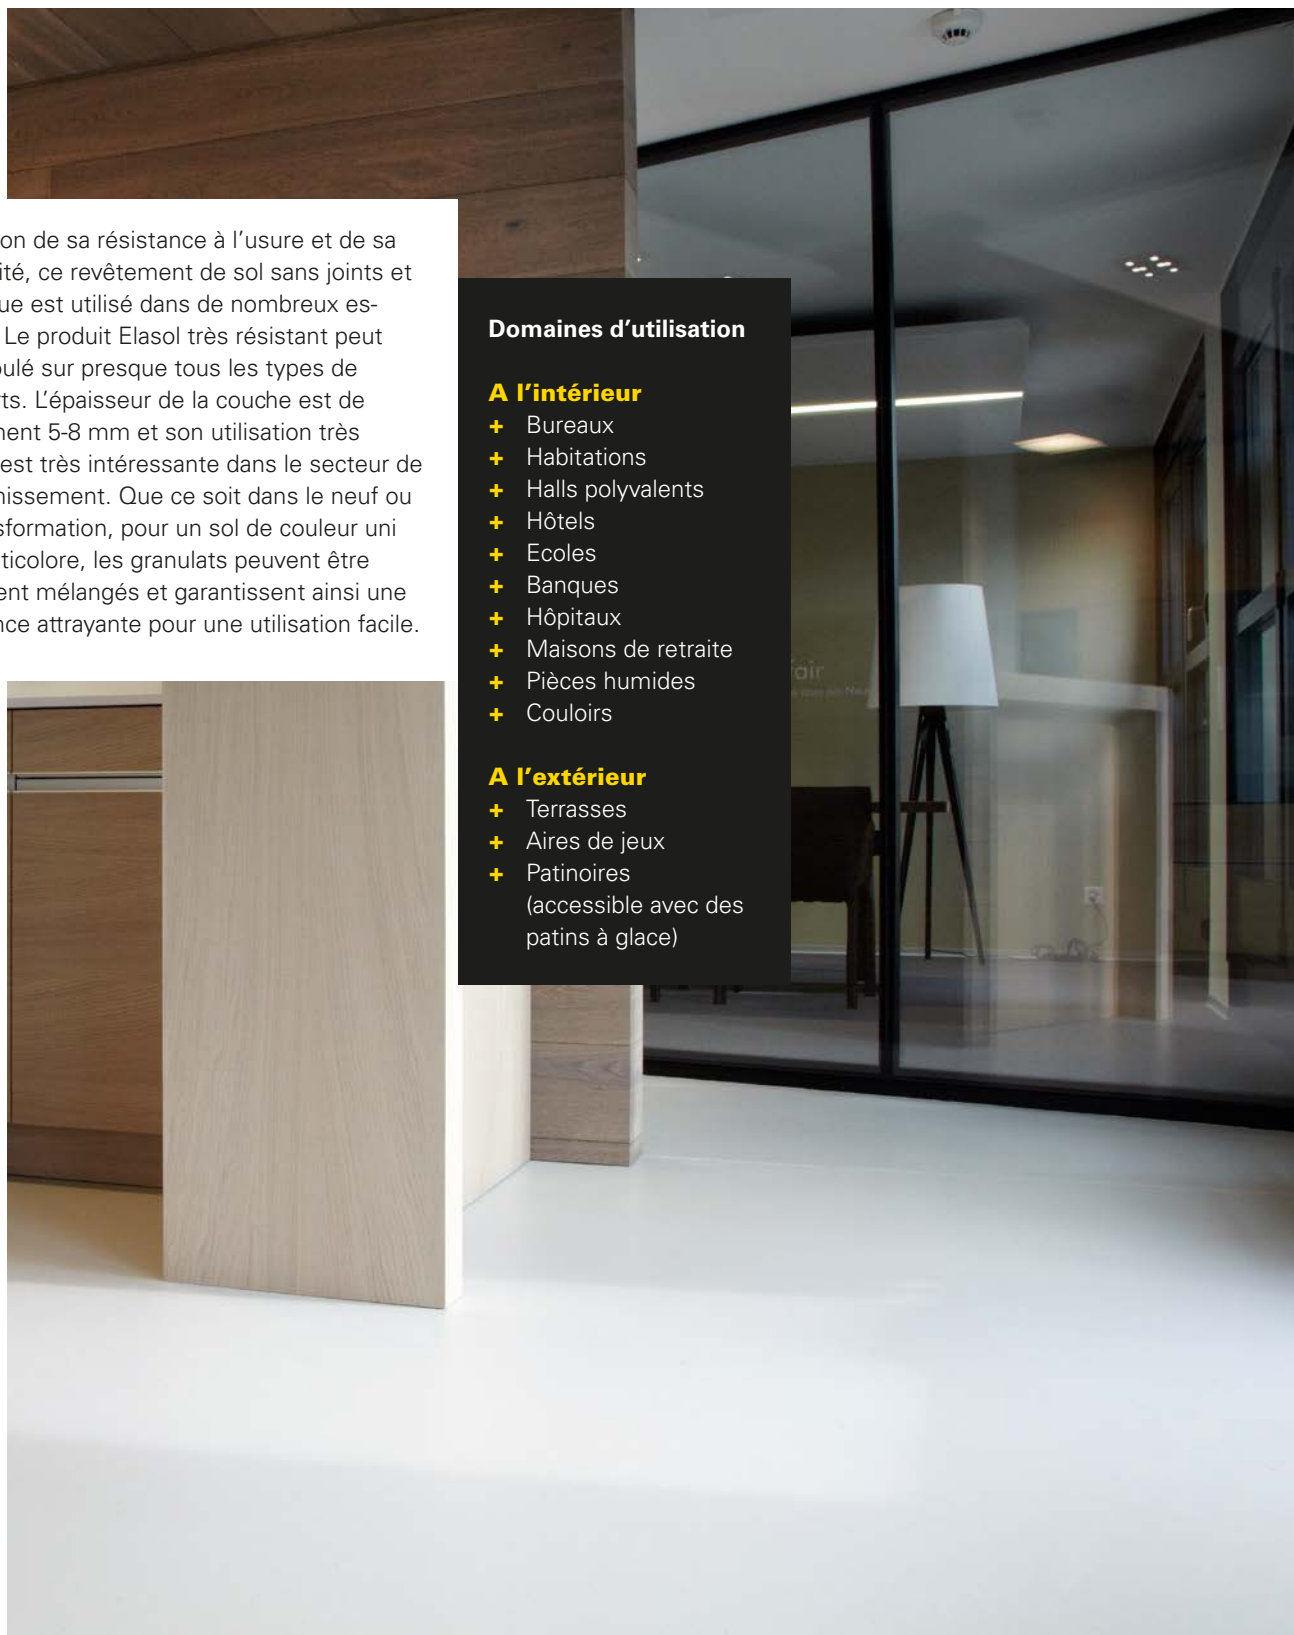 on de sa résistance à l’usure et de sa
ité, ce revêtement de sol sans joints et
ue est utilisé dans de nombreux es-
Le produit Elasol très résistant peut
oulé sur presque tous les types de
rts. L’épaisseur de la couche est de
ment 5-8 mm et son utilisation très
est très intéressante dans le secteur de
nissement. Que ce soit dans le neuf ou
sformation, pour un sol de couleur uni
ticolore, les granulats peuvent être
ent mélangés et garantissent ainsi une
nce attrayante pour une utilisation facile.
Domaines d’utilisation
A l’intérieur
+ Bureaux
+ Habitations
+ Halls polyvalents
+ Hôtels
+ Ecoles
+ Banques
+ Hôpitaux
+ Maisons de retraite
+ Pièces humides
+ Couloirs
A l’extérieur
+ Terrasses
+ Aires de jeux
+ Patinoires
(accessible avec des
patins à glace)
fair